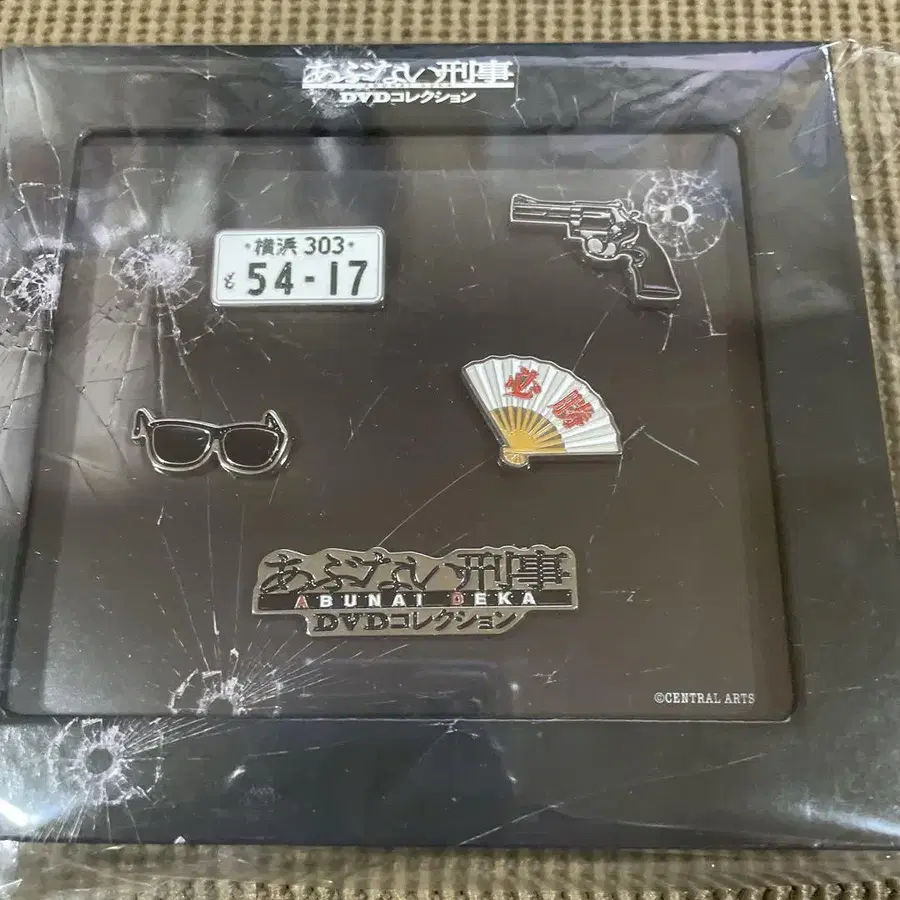 あぶない刑事
DVDコレクション
横浜 303
54-17
必勝
あぶない刑事
ABUNAI DEKA
DVDコレクション
©CENTRAL ARTS